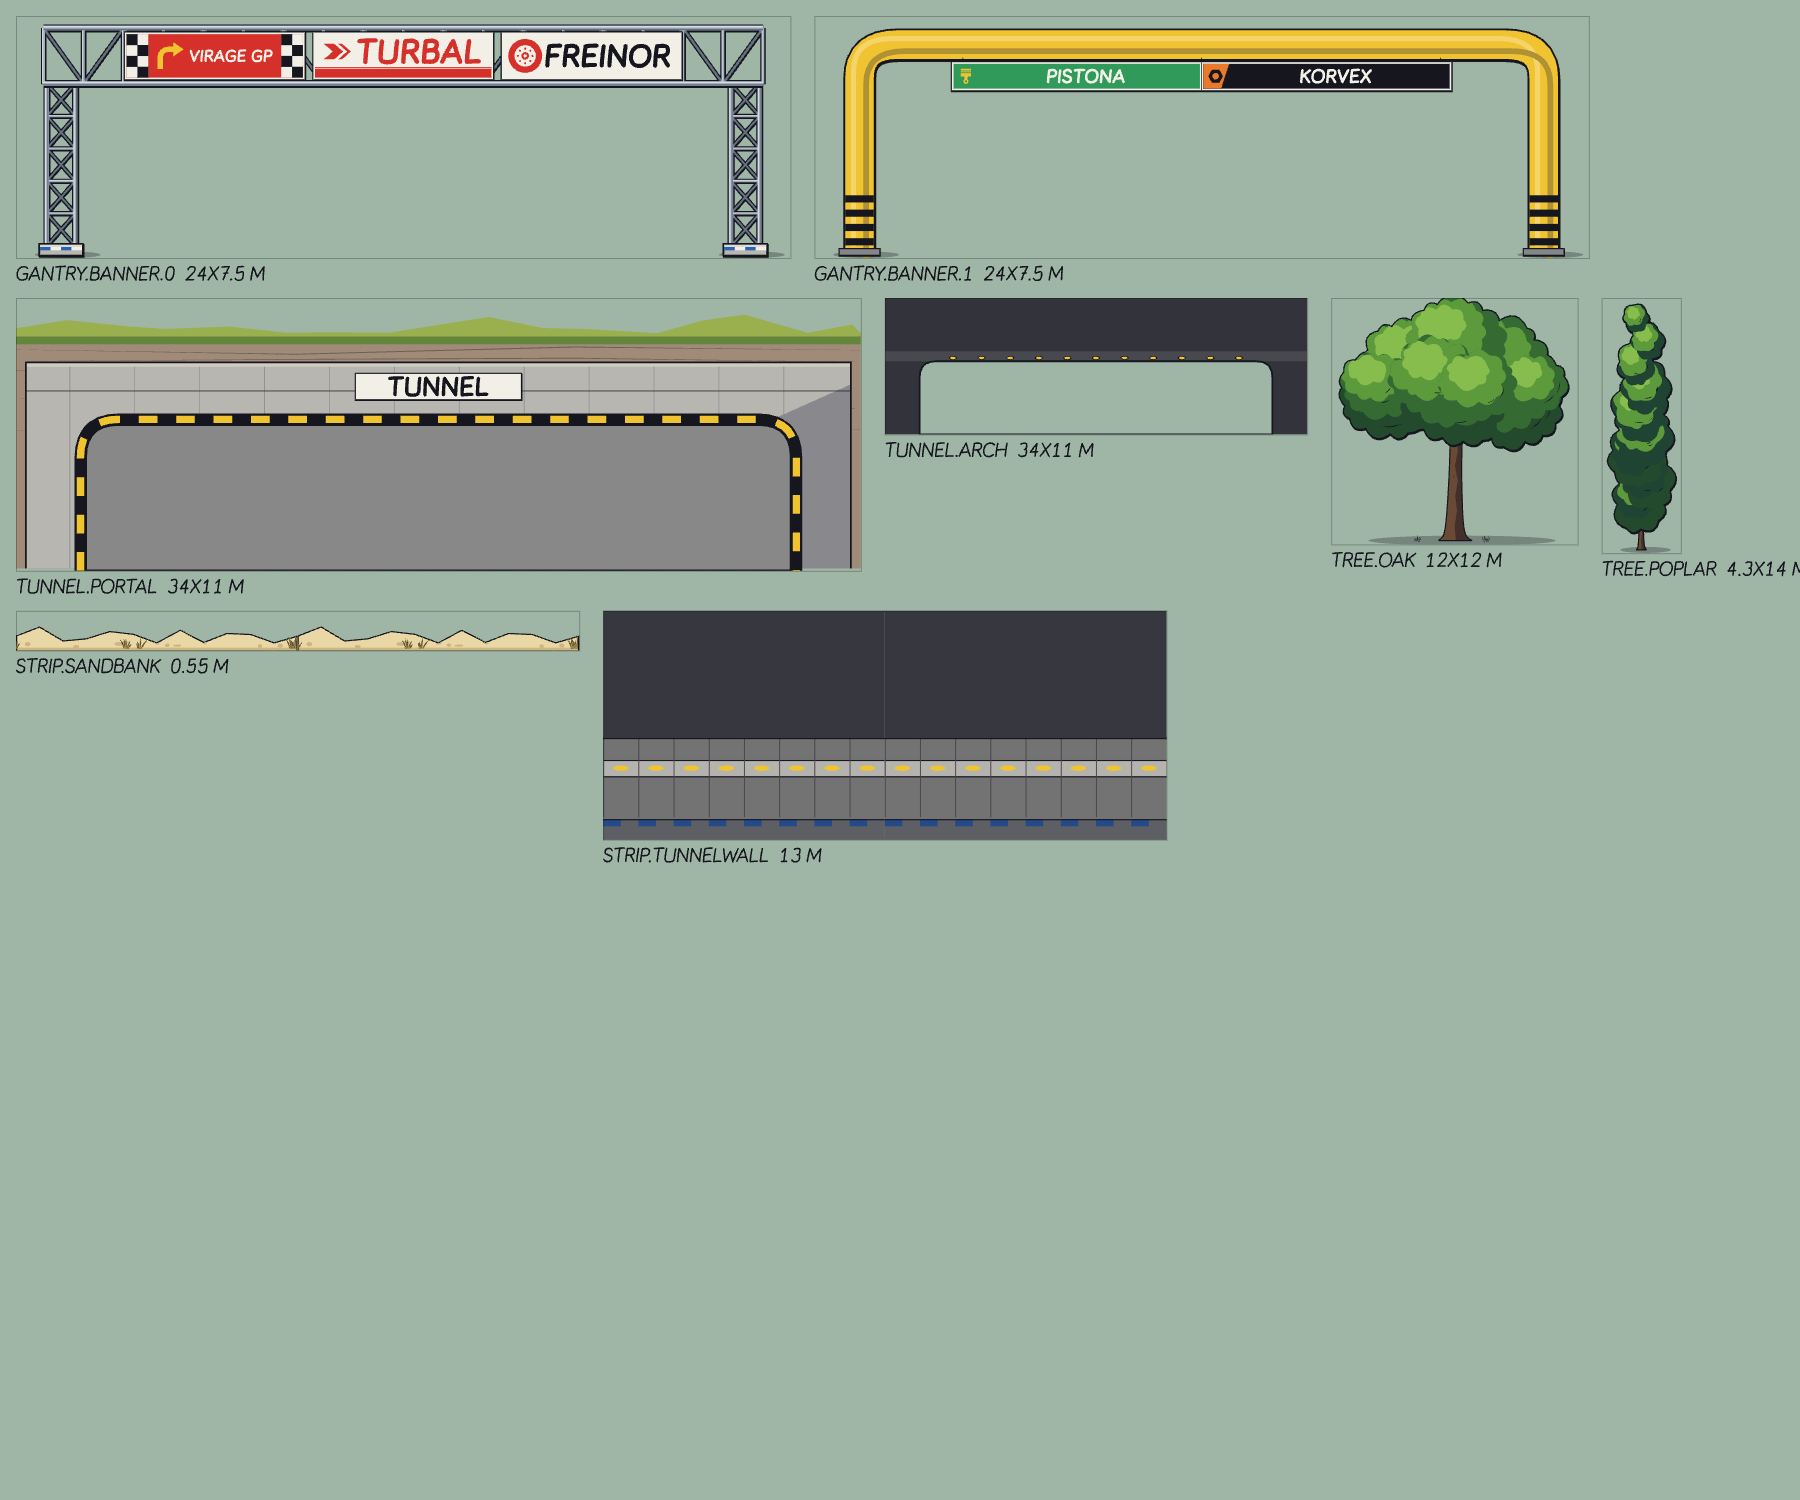 VIRAGE GP
TURBAL
FREINOR
PISTONA
KORVEX
GANTRY.BANNER.0 24X7.5 M
GANTRY.BANNER.1 24X7.5 M
TUNNEL
TUNNEL.PORTAL 34X11 M
TUNNEL.ARCH 34X11 M
TREE.OAK 12X12 M
TREE.POPLAR 4.3X14 M
STRIP.SANDBANK 0.55 M
STRIP.TUNNELWALL 13 M